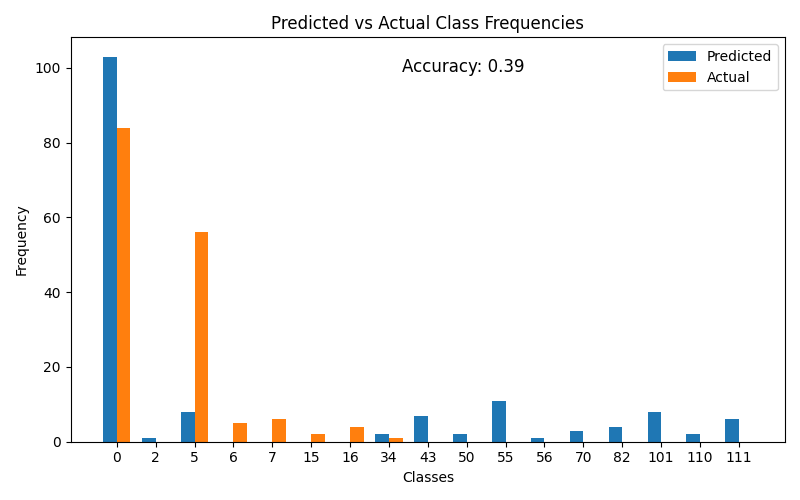 Predicted vs Actual Class Frequencies
Accuracy: 0.39
Predicted
Actual
Frequency
100
80
60
40
20
0
0 2 5 6 7 15 16 34 43 50 55 56 70 82 101 110 111
Classes